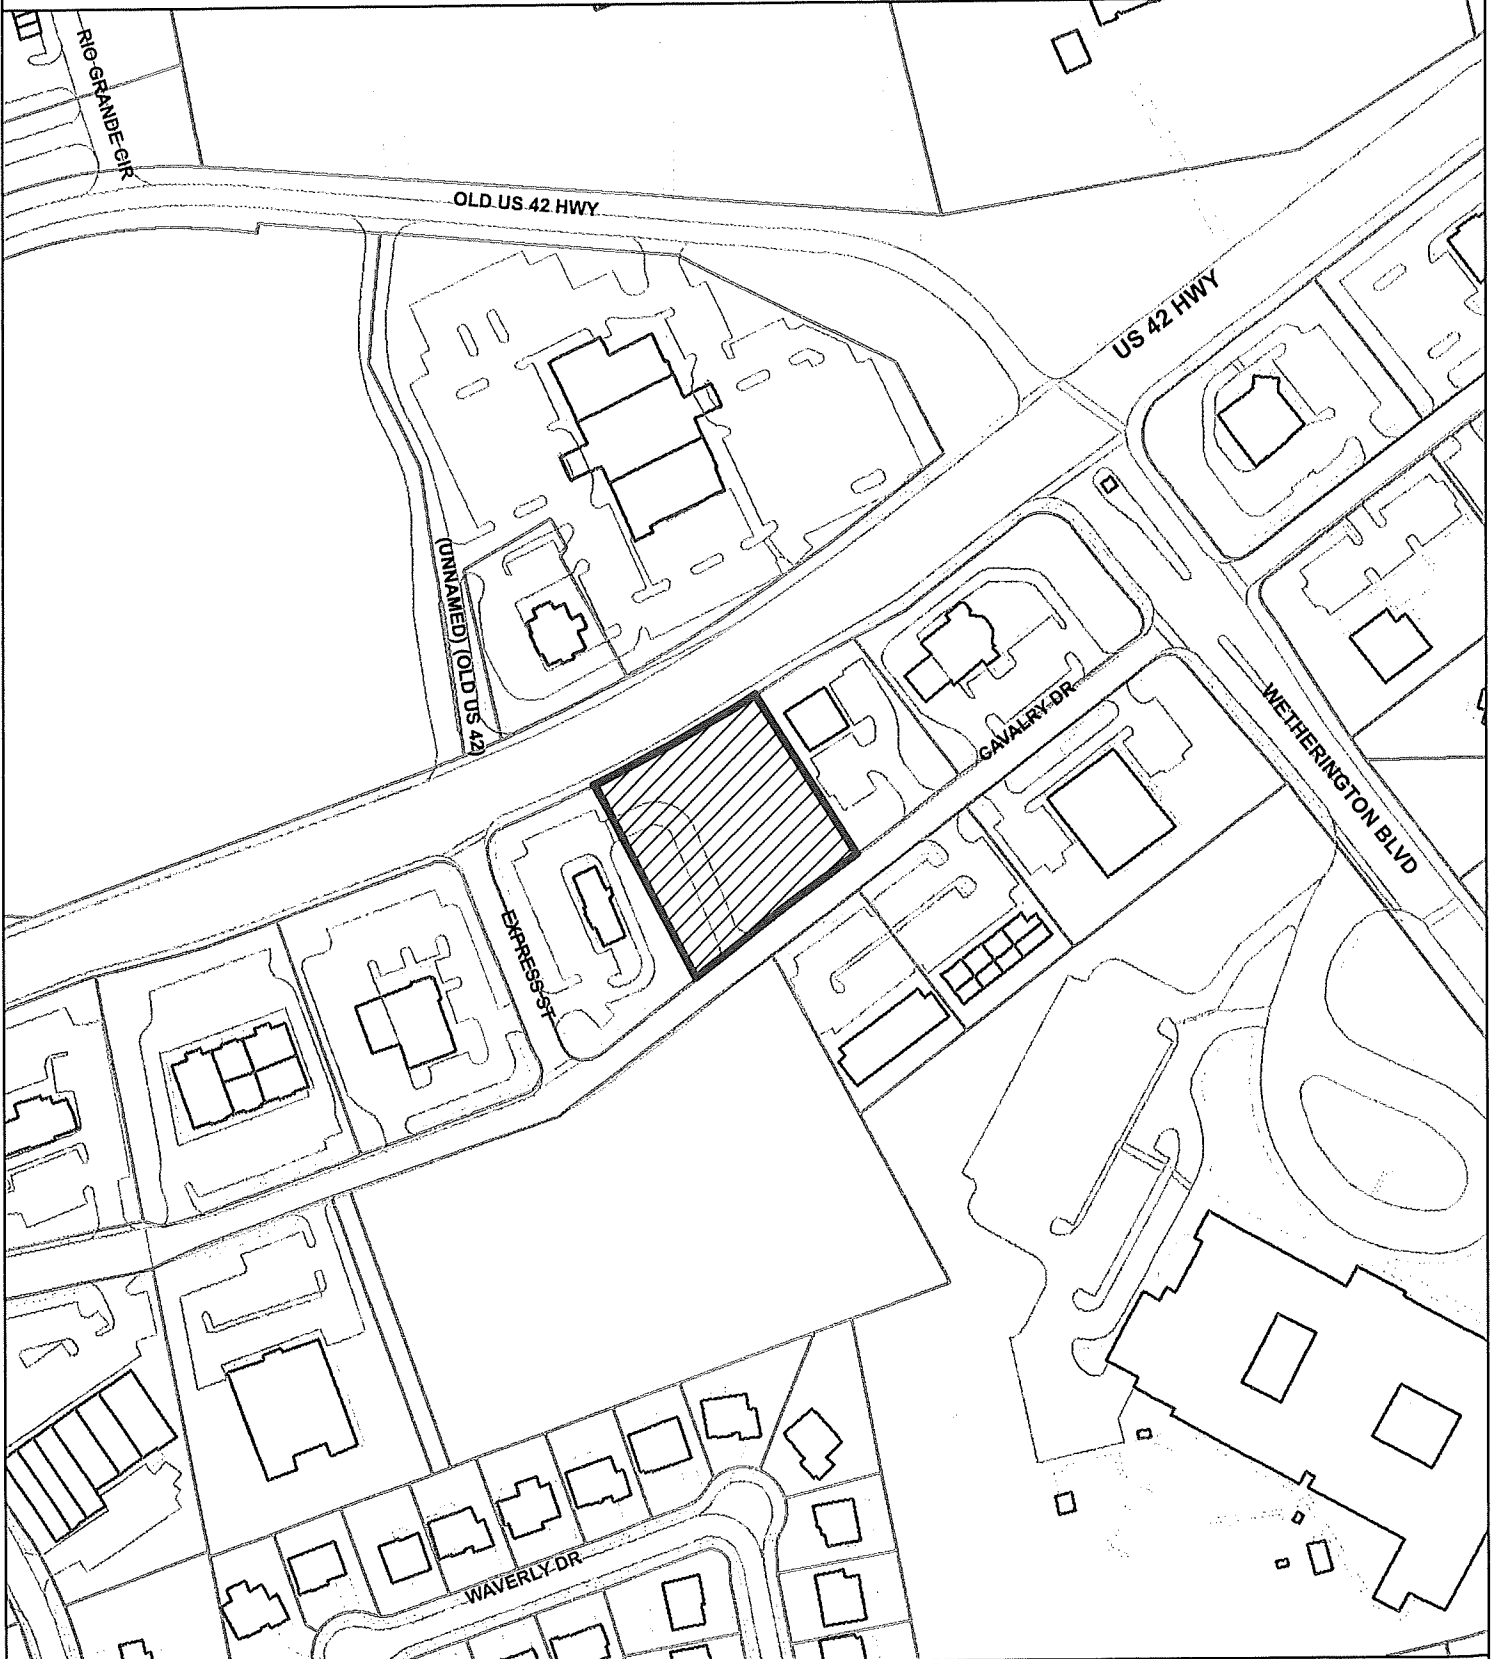 RIO GRANDE CIR
OLD US 42 HWY
US 42 HWY
(UNNAMED) (OLD US 42)
CAVALRY DR
WETHERINGTON BLVD
EXPRESS ST
WAVERLY DR